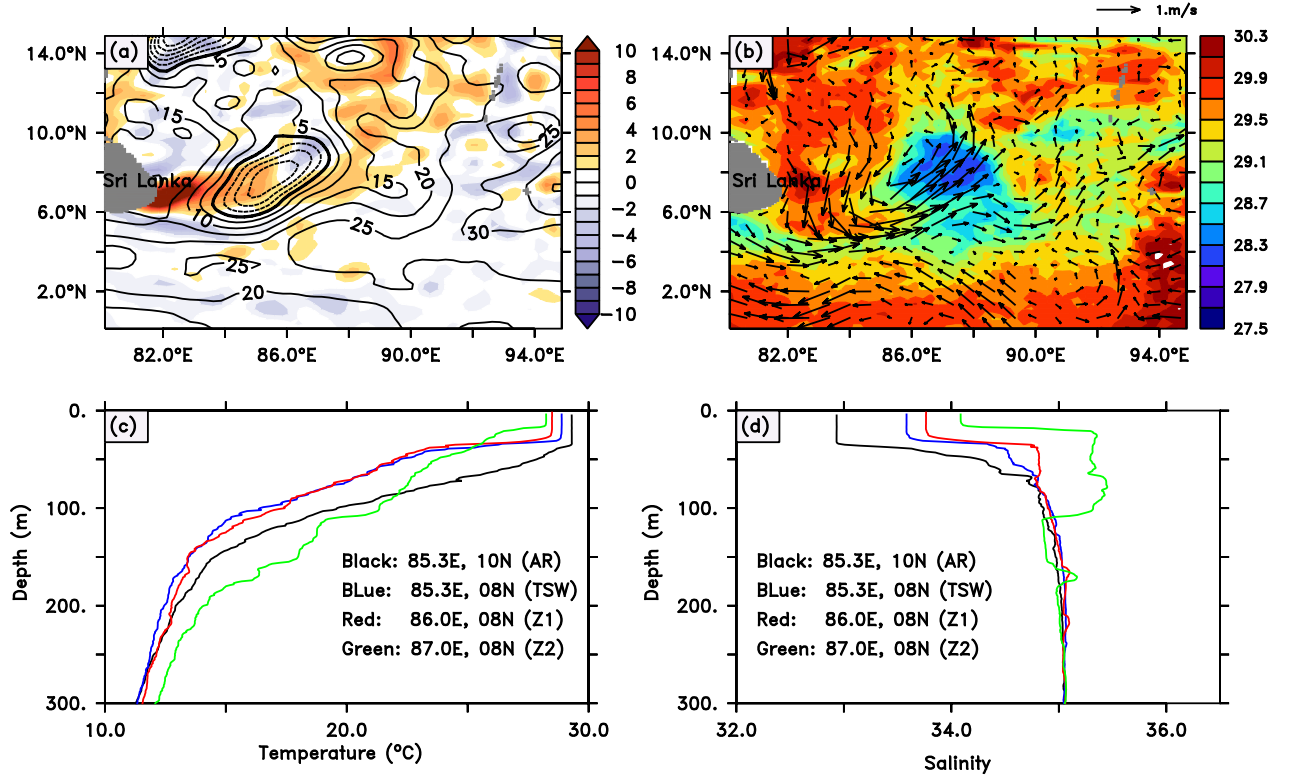 1.m/s
(a)
14.0°N
10.0°N
6.0°N
2.0°N
82.0°E 86.0°E 90.0°E 94.0°E
Sri Lanka
5
15
5
25
15
20
10
25
30
25
20
10
8
6
4
2
0
−2
−4
−6
−8
−10
(b)
14.0°N
10.0°N
6.0°N
2.0°N
82.0°E 86.0°E 90.0°E 94.0°E
Sri Lanka
30.3
29.9
29.5
29.1
28.7
28.3
27.9
27.5
(c)
0.
100.
200.
300.
Depth (m)
10.0 20.0 30.0
Temperature (°C)
Black: 85.3E, 10N (AR)
BLue: 85.3E, 08N (TSW)
Red: 86.0E, 08N (Z1)
Green: 87.0E, 08N (Z2)
(d)
0.
100.
200.
300.
Depth (m)
32.0 34.0 36.0
Salinity
Black: 85.3E, 10N (AR)
BLue: 85.3E, 08N (TSW)
Red: 86.0E, 08N (Z1)
Green: 87.0E, 08N (Z2)